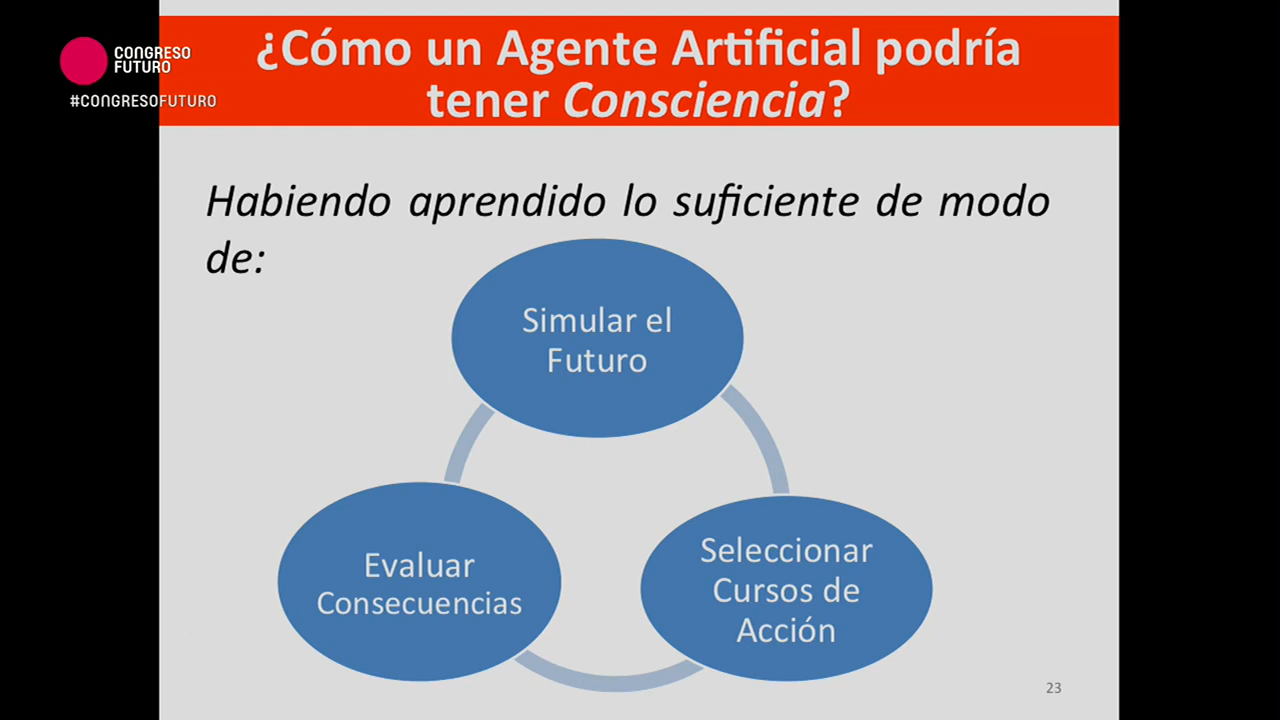 CONGRESO
FUTURO
#CONGRESOFUTURO
¿Cómo un Agente Artificial podría
tener Consciencia?
Habiendo aprendido lo suficiente de modo
de:
Simular el
Futuro
Evaluar
Consecuencias
Seleccionar
Cursos de
Acción
23